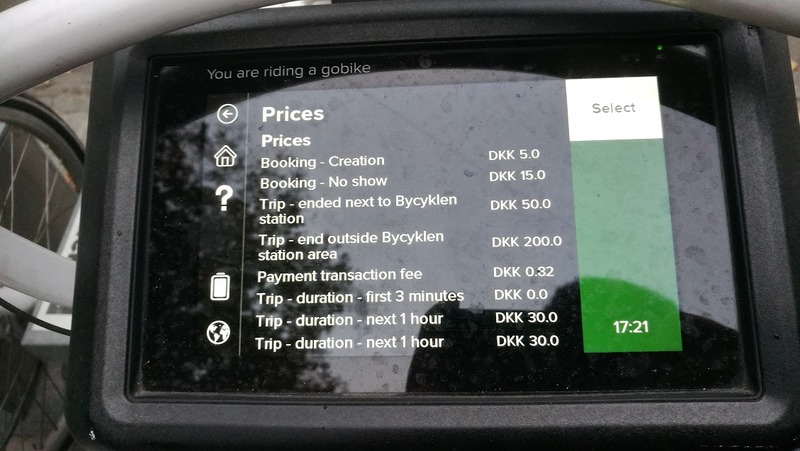 You are riding a gobike
Prices
Select
Prices
Booking - Creation DKK 5.0
Booking - No show DKK 15.0
Trip - ended next to Bycyklen DKK 50.0
station
Trip - end outside Bycyklen DKK 200.0
station area
Payment transaction fee DKK 0.32
Trip - duration - first 3 minutes DKK 0.0
Trip - duration - next 1 hour DKK 30.0
17:21
Trip - duration - next 1 hour DKK 30.0